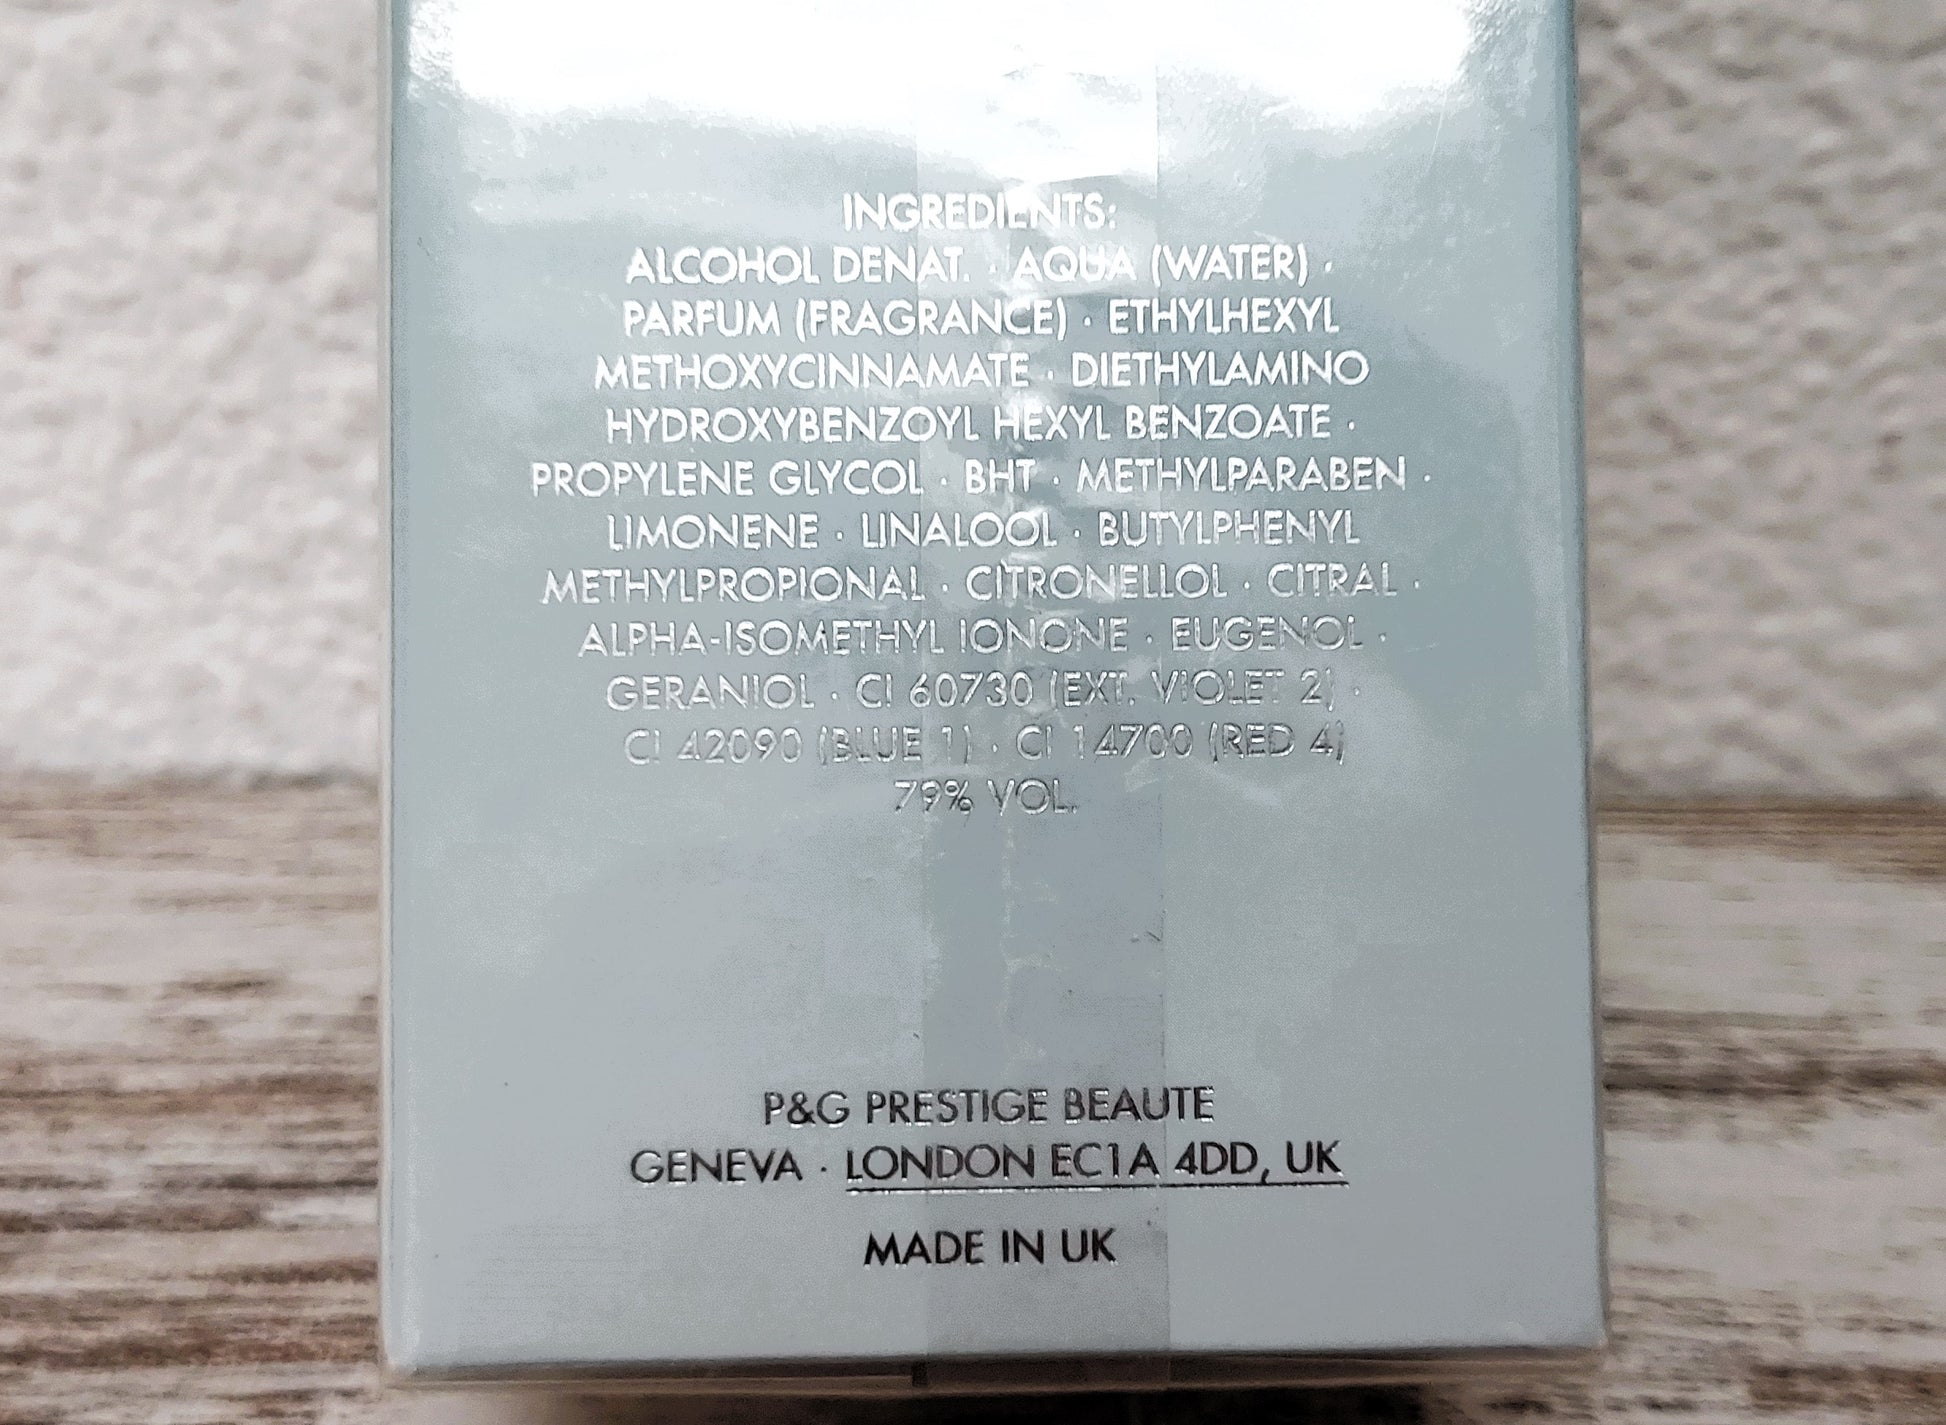 INGREDIENTS:
ALCOHOL DENAT. · AQUA (WATER) ·
PARFUM (FRAGRANCE) · ETHYLHEXYL
METHOXYCINNAMATE · DIETHYLAMINO
HYDROXYBENZOYL HEXYL BENZOATE ·
PROPYLENE GLYCOL · BHT · METHYLPARABEN ·
LIMONENE · LINALOOL · BUTYLPHENYL
METHYLPROPIONAL · CITRONELLOL · CITRAL ·
ALPHA-ISOMETHYL IONONE · EUGENOL ·
GERANIOL · CI 60730 (EXT. VIOLET 2) ·
CI 42090 (BLUE 1) · CI 14700 (RED 4)
79% VOL.
P&G PRESTIGE BEAUTE
GENEVA · LONDON EC1A 4DD, UK
MADE IN UK